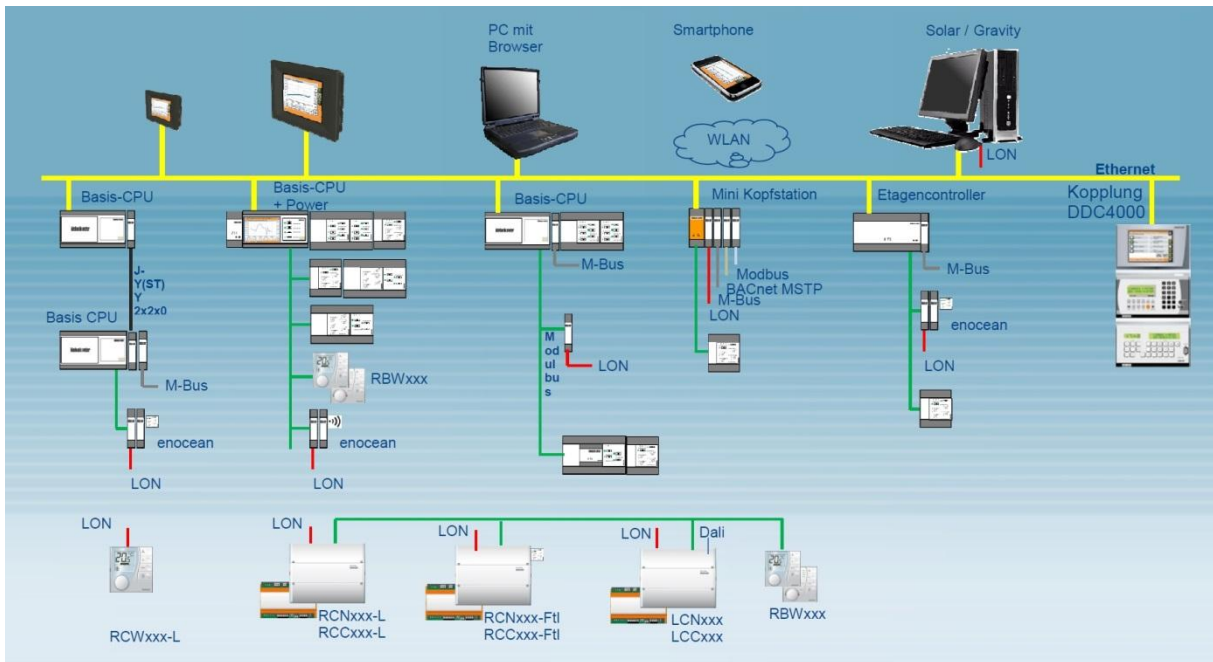 PC mit
Browser
Smartphone
Solar / Gravity
WLAN
LON
Ethernet
Basis-CPU
Basis-CPU
+ Power
Basis-CPU
Mini Kopfstation
Etagencontroller
Kopplung
DDC4000
J-
Y(ST)
Y
2x2x0
M-Bus
Modbus
BACnet MSTP
M-Bus
LON
M-Bus
Basis CPU
M-Bus
enocean
LON
RBWxxx
enocean
LON
M
o
d
ul
b
u
s
LON
enocean
LON
LON
RCWxxx-L
LON
RCNxxx-L
RCCxxx-L
LON
RCNxxx-Ftl
RCCxxx-Ftl
LON
Dali
LCNxxx
LCCxxx
RBWxxx